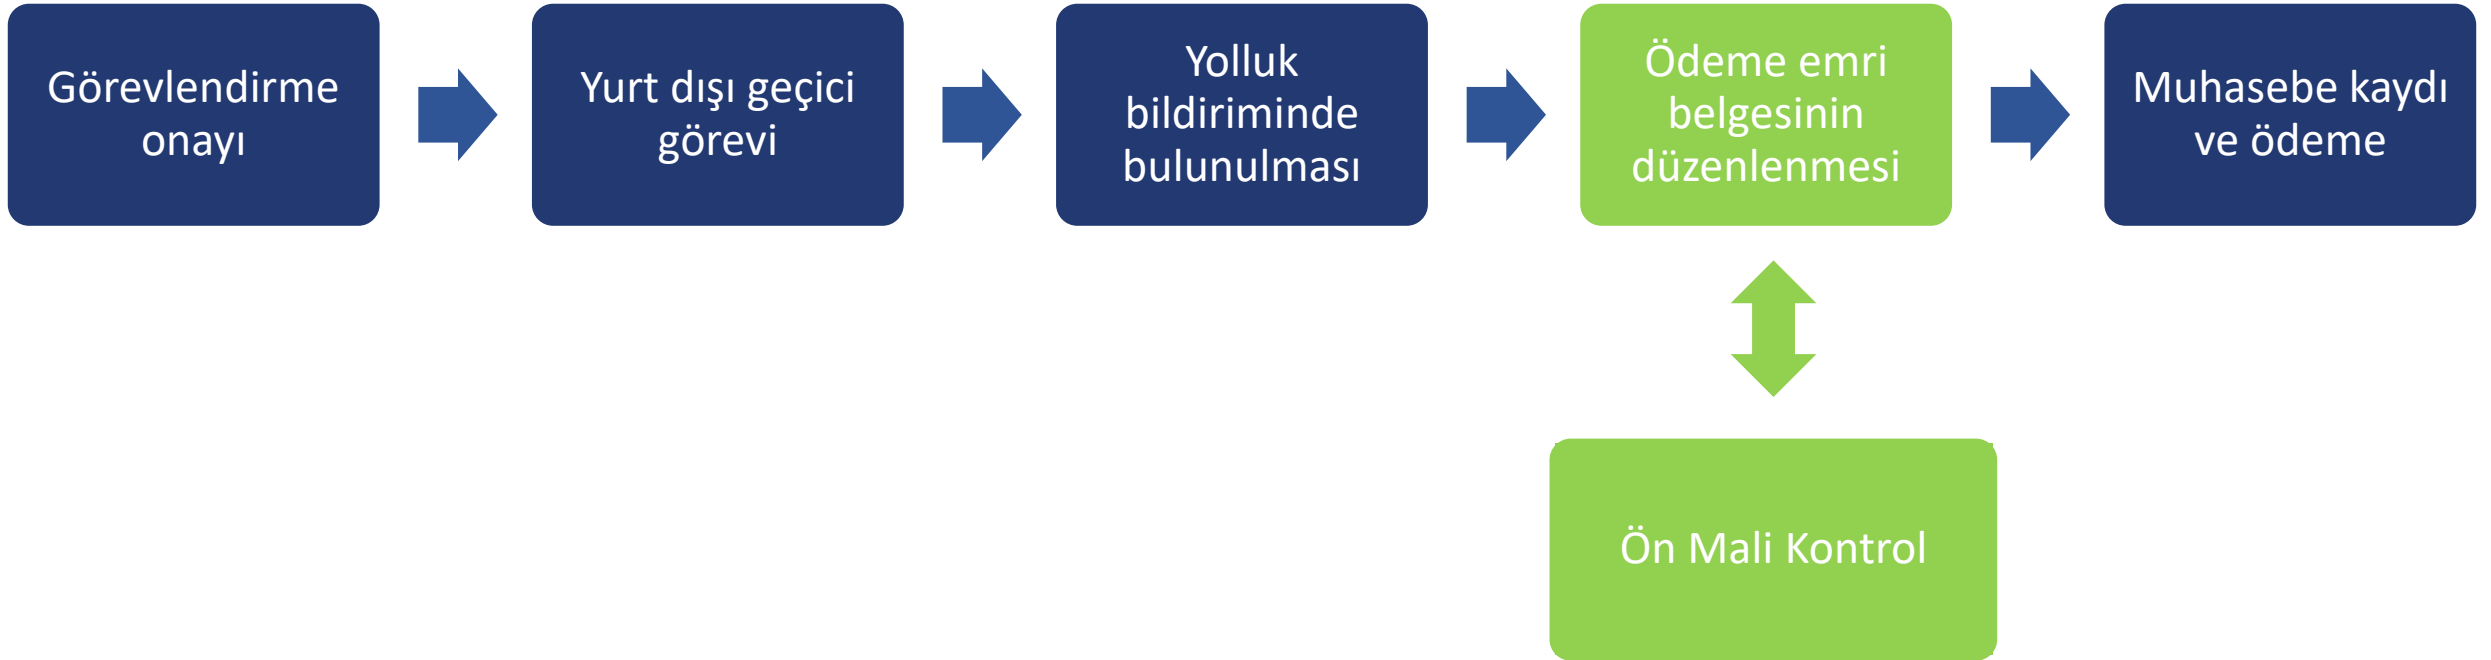 Görevlendirme
onayı
Yurt dışı geçici
görevi
Yolluk
bildiriminde
bulunulması
Ödeme emri
belgesinin
düzenlenmesi
Muhasebe kaydı
ve ödeme
Ön Mali Kontrol